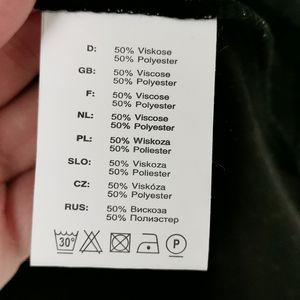 D: 50% Viskose
50% Polyester
GB: 50% Viscose
50% Polyester
F: 50% Viscose
50% Polyester
NL: 50% Viscose
50% Polyester
PL: 50% Wiskoza
50% Poliester
SLO: 50% Viskoza
50% Poliester
CZ: 50% Viskóza
50% Polyester
RUS: 50% Вискоза
50% Полиэстер
30° P